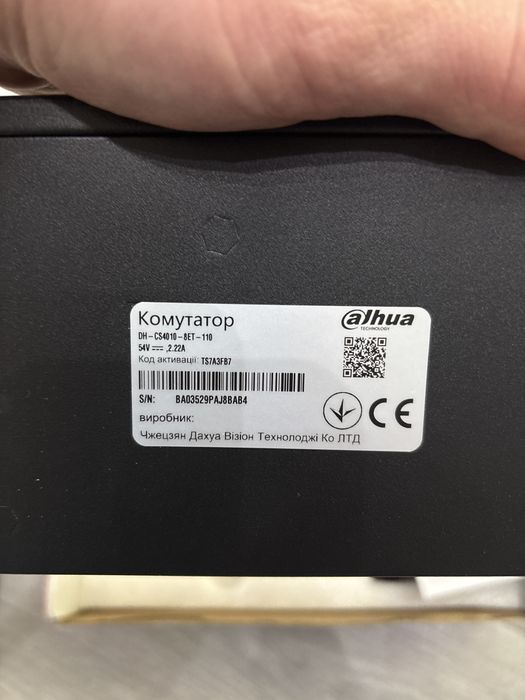 Комутатор
alhua
TECHNOLOGY
DH-CS4010-8ET-110
54V ⎓ ,2.22A
Код активації: TS7A3FB7
S/N: BA03529PAJ8BAB4
CE
виробник:
Чжецзян Дахуа Візіон Технолоджі Ко ЛТД